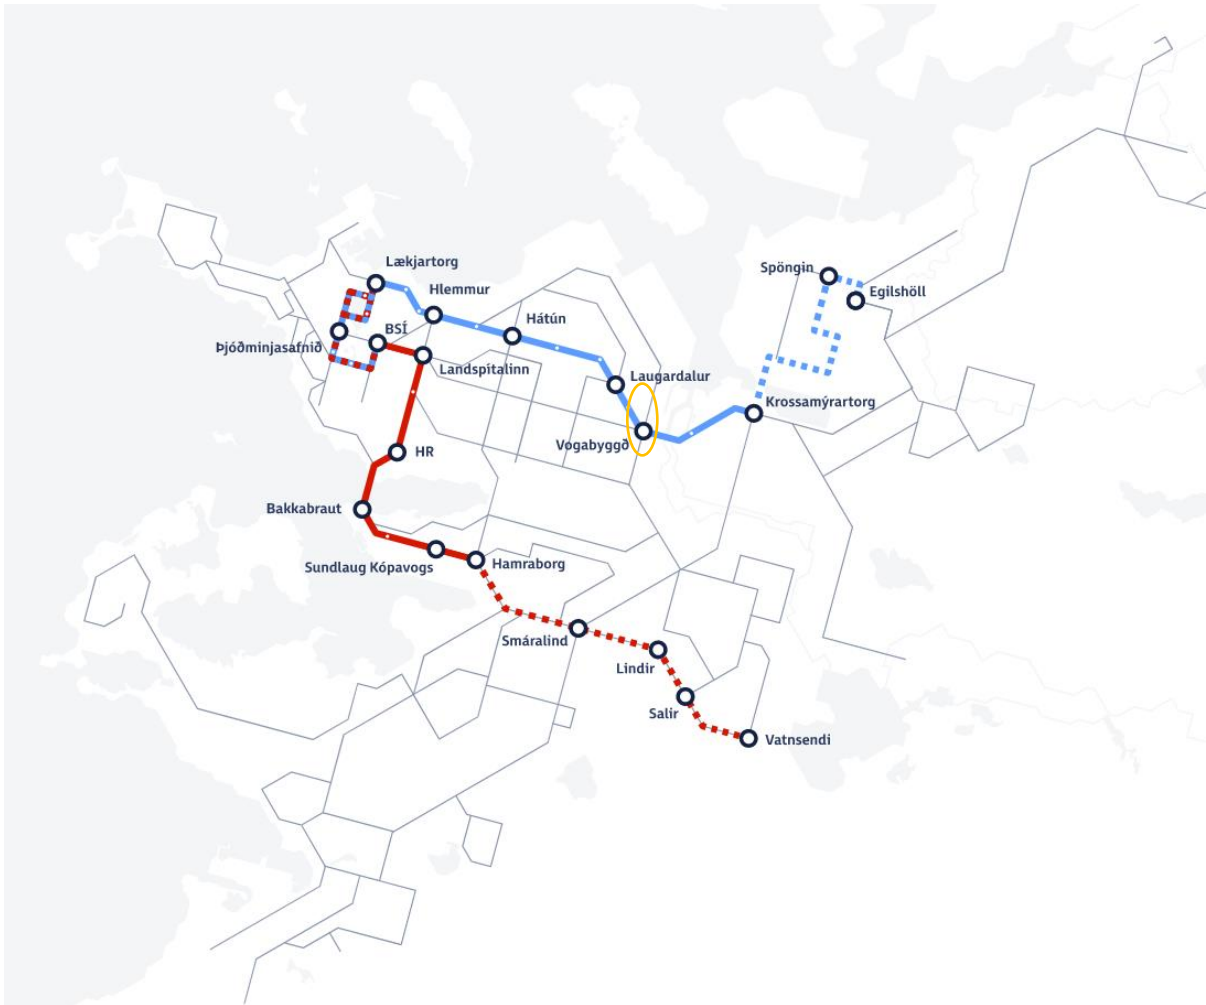 Lækjartorg
Hlemmur
Spöngin
Egilshöll
Hátún
BSÍ
Þjóðminjasafnið
Landspítalinn
Laugardalur
Krossamýrartorg
Vogabyggð
HR
Bakkabraut
Sundlaug Kópavogs
Hamraborg
Smáralind
Lindir
Salir
Vatnsendi